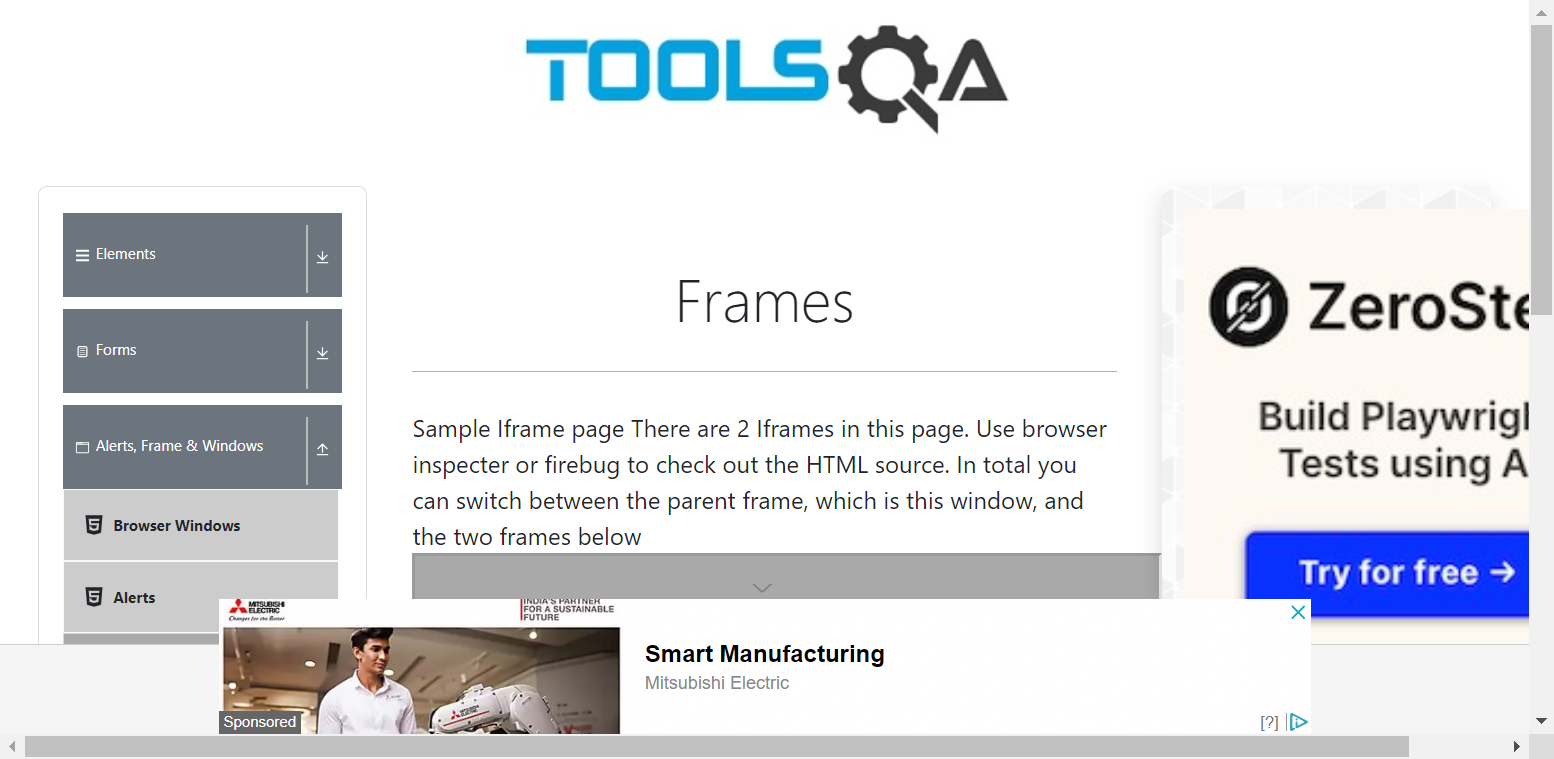 TOOLSQA
Elements
Forms
Alerts, Frame & Windows
Browser Windows
Alerts
Frames
Sample Iframe page There are 2 Iframes in this page. Use browser
inspecter or firebug to check out the HTML source. In total you
can switch between the parent frame, which is this window, and
the two frames below
ZeroSte
Build Playwrigh
Tests using A
Try for free →
MITSUBISHI
ELECTRIC
Changes for the Better
INDIA'S PARTNER
FOR A SUSTAINABLE
FUTURE
MITSUBISHI
ELECTRIC
Sponsored
Smart Manufacturing
Mitsubishi Electric
[?]